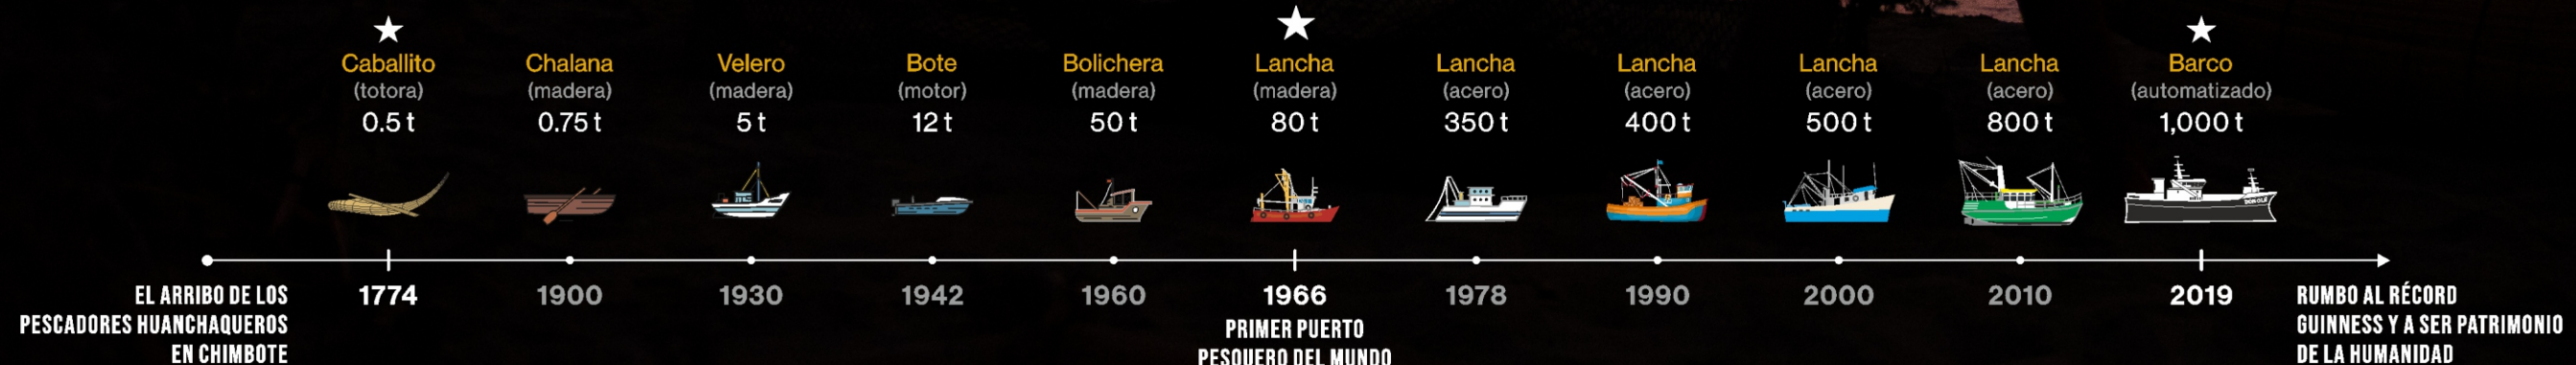 Caballito
(totora)
0.5 t
Chalana
(madera)
0.75 t
Velero
(madera)
5 t
Bote
(motor)
12 t
Bolichera
(madera)
50 t
Lancha
(madera)
80 t
Lancha
(acero)
350 t
Lancha
(acero)
400 t
Lancha
(acero)
500 t
Lancha
(acero)
800 t
Barco
(automatizado)
1,000 t
DON OLE
EL ARRIBO DE LOS
PESCADORES HUANCHAQUEROS
EN CHIMBOTE
1774
1900
1930
1942
1960
1966
PRIMER PUERTO
PESQUERO DEL MUNDO
1978
1990
2000
2010
2019
RUMBO AL RÉCORD
GUINNESS Y A SER PATRIMONIO
DE LA HUMANIDAD